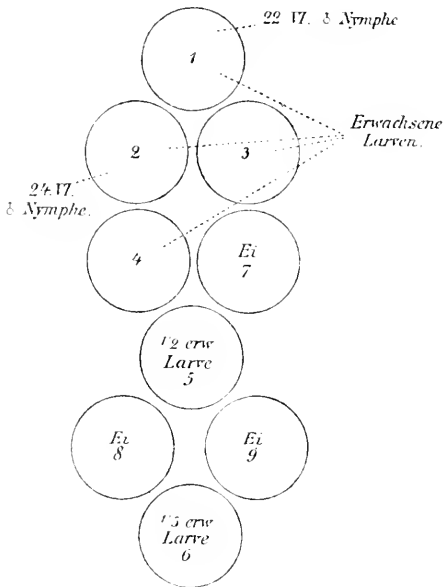 22 VI. ♂ Nymphe
1
Erwachsene
Larven.
2
3
24.VI.
♂ Nymphe.
4
Ei
7
1/2 erw
Larve
5
Ei
8
Ei
9
1/3 erw
Larve
6